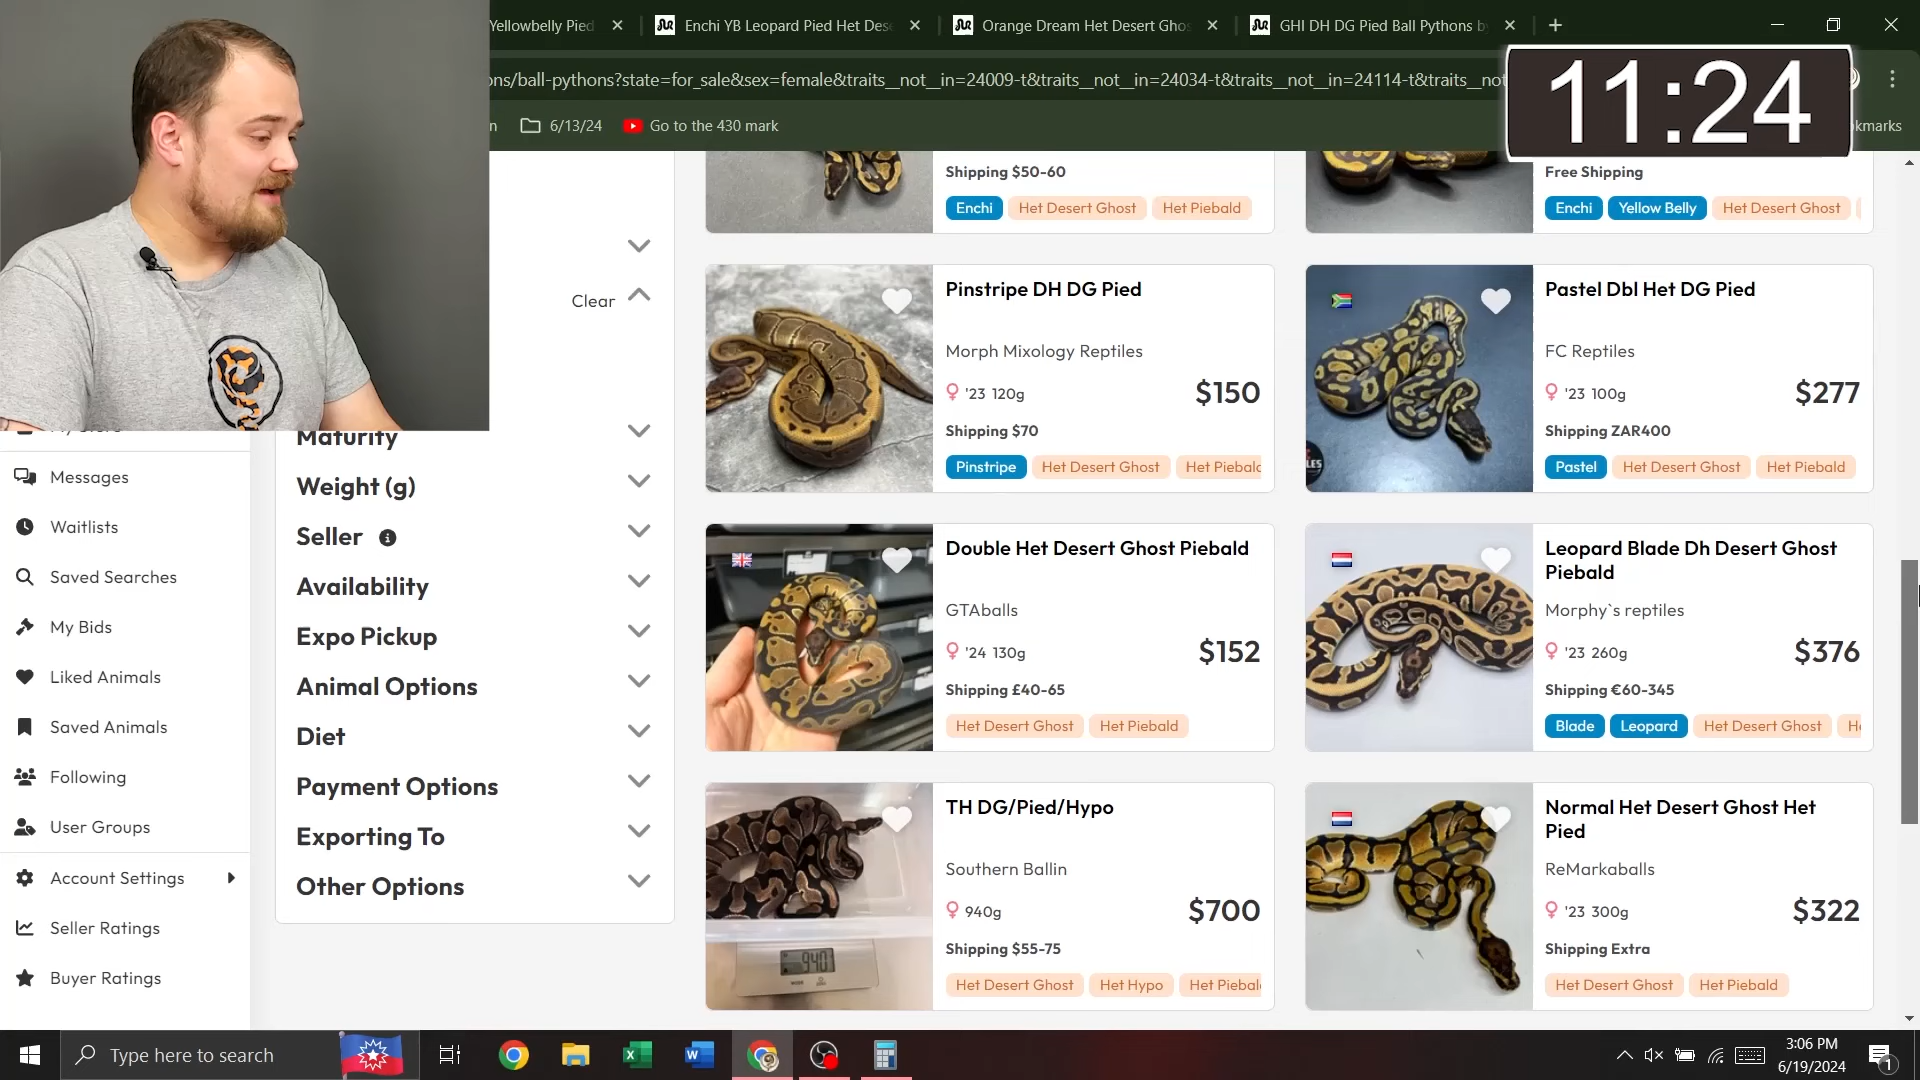 Yellowbelly Pied
Enchi YB Leopard Pied Het Des
Orange Dream Het Desert Ghos
GHI DH DG Pied Ball Pythons b
ons/ball-pythons?state=for_sale&sex=female&traits__not__in=24009-t&traits__not__in=24034-t&traits__not__in=24114-t&traits__not
11:24
6/13/24
Go to the 430 mark
Shipping $50-60
Enchi
Het Desert Ghost
Het Piebald
Free Shipping
Enchi
Yellow Belly
Het Desert Ghost
Clear
Maturity
Weight (g)
Seller
Availability
Expo Pickup
Animal Options
Diet
Payment Options
Exporting To
Other Options
Messages
Waitlists
Saved Searches
My Bids
Liked Animals
Saved Animals
Following
User Groups
Account Settings
Seller Ratings
Buyer Ratings
Pinstripe DH DG Pied
Morph Mixology Reptiles
'23 120g
$150
Shipping $70
Pinstripe
Het Desert Ghost
Het Piebald
Pastel Dbl Het DG Pied
FC Reptiles
'23 100g
$277
Shipping ZAR400
Pastel
Het Desert Ghost
Het Piebald
Double Het Desert Ghost Piebald
GTAballs
'24 130g
$152
Shipping £40-65
Het Desert Ghost
Het Piebald
Leopard Blade Dh Desert Ghost
Piebald
Morphy`s reptiles
'23 260g
$376
Shipping €60-345
Blade
Leopard
Het Desert Ghost
TH DG/Pied/Hypo
Southern Ballin
940g
$700
Shipping $55-75
Het Desert Ghost
Het Hypo
Het Piebal
940
Normal Het Desert Ghost Het
Pied
ReMarkaballs
'23 300g
$322
Shipping Extra
Het Desert Ghost
Het Piebald
Type here to search
3:06 PM
6/19/2024
1